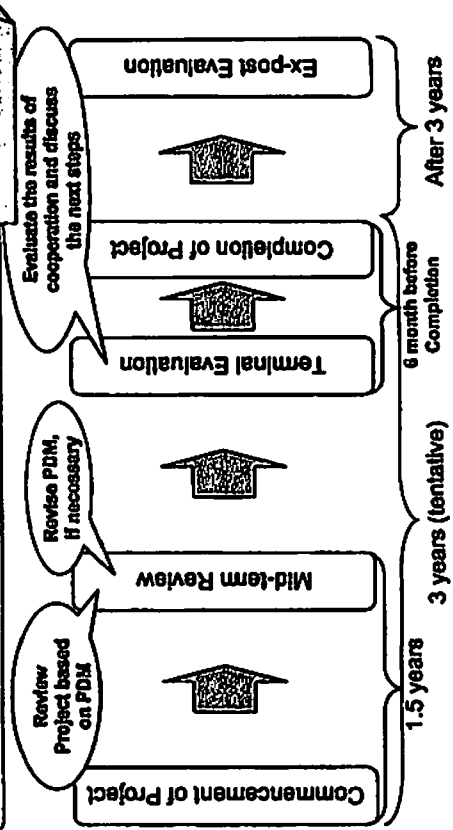 Evaluate the results of
cooperation and discuss
the next steps
Ex-post Evaluation
Completion of Project
Terminal Evaluation
Revise PDM,
if necessary
Mid-term Review
Review
Project based
on PDM
Commencement of Project
After 3 years
6 month before
Completion
3 years (tentative)
1.5 years